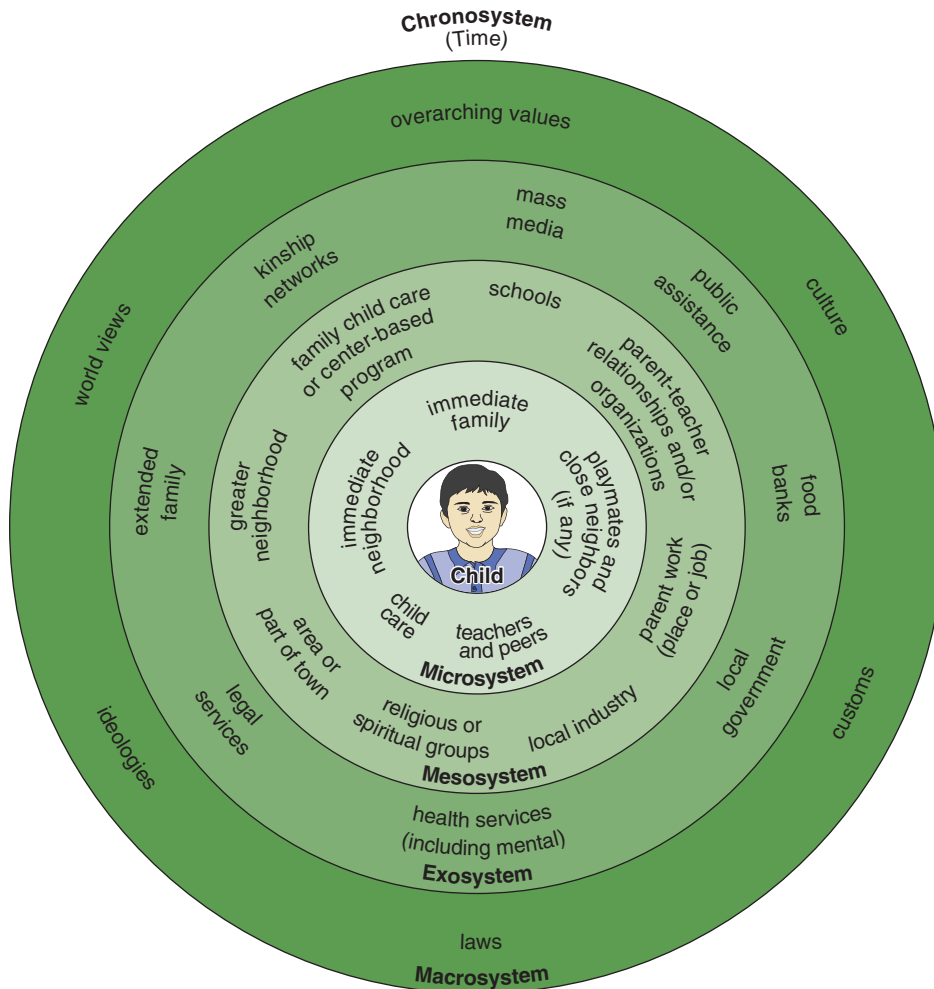 Chronosystem
(Time)
overarching values
mass
media
kinship
networks
public
assistance
culture
world views
schools
family child care
or center-based
program
parent-teacher
relationships and/or
organizations
immediate
family
extended
family
greater
neighborhood
immediate
neighborhood
playmates and
close neighbors
(if any)
food
banks
Child
child
care
teachers
and peers
Microsystem
parent work
(place or job)
area or
part of town
local
government
legal
services
religious or
spiritual groups
local industry
Mesosystem
customs
ideologies
health services
(including mental)
Exosystem
laws
Macrosystem